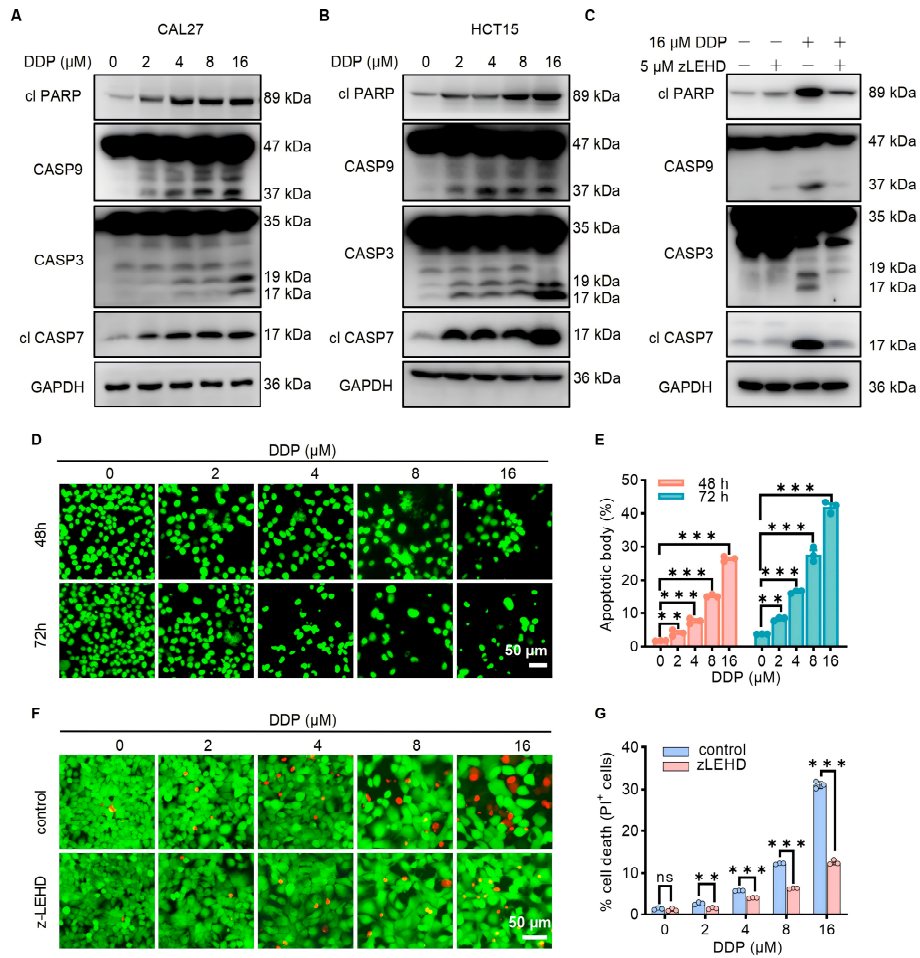 A
CAL27
DDP (µM) 0 2 4 8 16
cl PARP 89 kDa
47 kDa
CASP9
37 kDa
35 kDa
CASP3
19 kDa
17 kDa
cl CASP7 17 kDa
GAPDH 36 kDa
B
HCT15
DDP (µM) 0 2 4 8 16
cl PARP 89 kDa
47 kDa
CASP9
37 kDa
35 kDa
CASP3
19 kDa
17 kDa
cl CASP7 17 kDa
GAPDH 36 kDa
C
16 µM DDP — — + +
5 µM zLEHD — + — +
cl PARP 89 kDa
47 kDa
CASP9
37 kDa
35 kDa
CASP3
19 kDa
17 kDa
cl CASP7 17 kDa
GAPDH 36 kDa
D
DDP (µM)
0 2 4 8 16
48h
72h
50 µm
E
48 h
72 h
Apoptotic body (%)
50
40
30
20
10
0
* * * *
* * * * * *
* * * * * *
* * * * *
* * *
0 2 4 8 16 0 2 4 8 16
DDP (µM)
F
DDP (µM)
0 2 4 8 16
control
z-LEHD
50 µm
G
control
zLEHD
% cell death (PI+ cells)
40
30
20
10
0
ns
* *
* * *
* * *
* * *
0 2 4 8 16
DDP (µM)